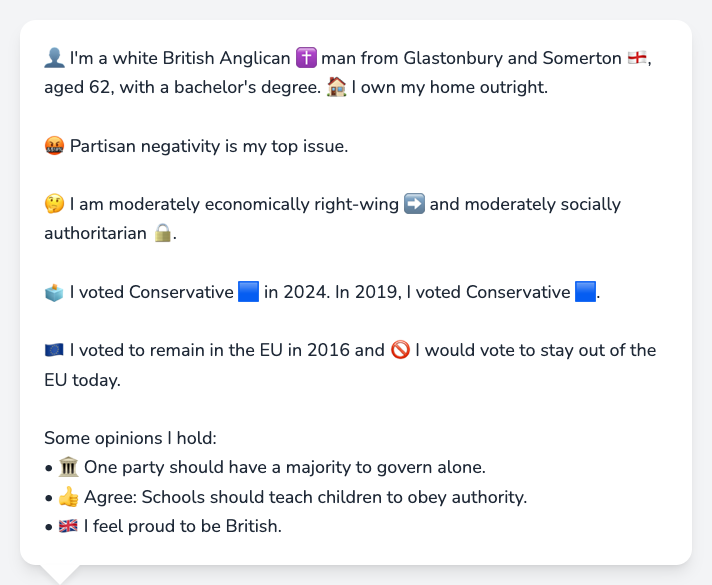 👤 I'm a white British Anglican ✝️ man from Glastonbury and Somerton 🏴󠁧󠁢󠁥󠁮󠁧󠁿,
aged 62, with a bachelor's degree. 🏠 I own my home outright.
🤬 Partisan negativity is my top issue.
🤔 I am moderately economically right-wing ➡️ and moderately socially
authoritarian 🔒.
🗳️ I voted Conservative 🟦 in 2024. In 2019, I voted Conservative 🟦.
🇪🇺 I voted to remain in the EU in 2016 and 🚫 I would vote to stay out of the
EU today.
Some opinions I hold:
• 🏛️ One party should have a majority to govern alone.
• 👍 Agree: Schools should teach children to obey authority.
• 🇬🇧 I feel proud to be British.